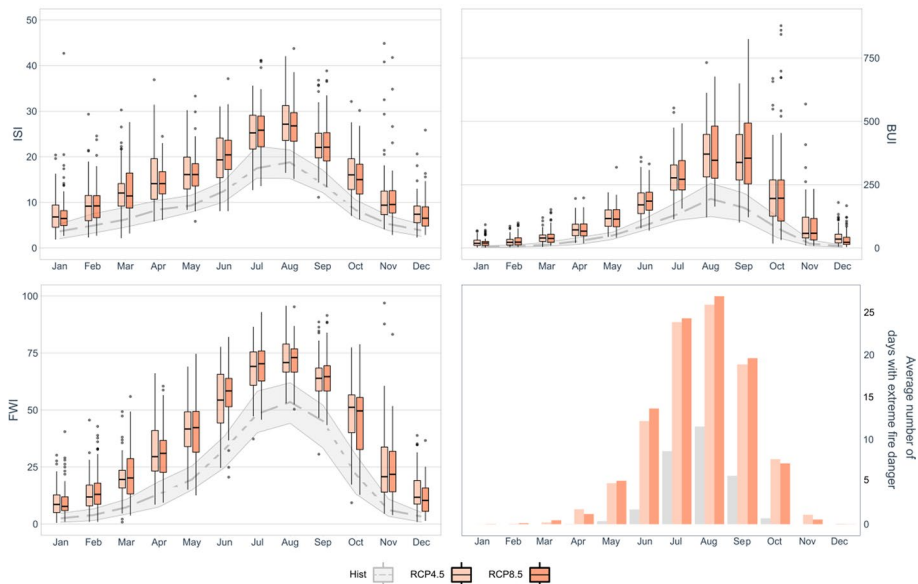 50
40
30
20
10
0
ISI
Jan Feb Mar Apr May Jun Jul Aug Sep Oct Nov Dec
750
500
250
0
BUI
Jan Feb Mar Apr May Jun Jul Aug Sep Oct Nov Dec
100
75
50
25
0
FWI
Jan Feb Mar Apr May Jun Jul Aug Sep Oct Nov Dec
25
20
15
10
5
0
Average number of
days with extreme fire danger
Jan Feb Mar Apr May Jun Jul Aug Sep Oct Nov Dec
Hist RCP4.5 RCP8.5